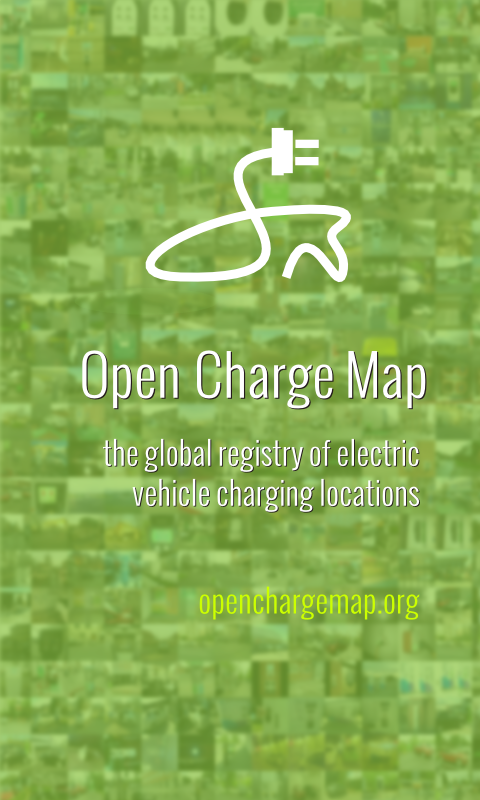 Open Charge Map
the global registry of electric
vehicle charging locations
openchargemap.org